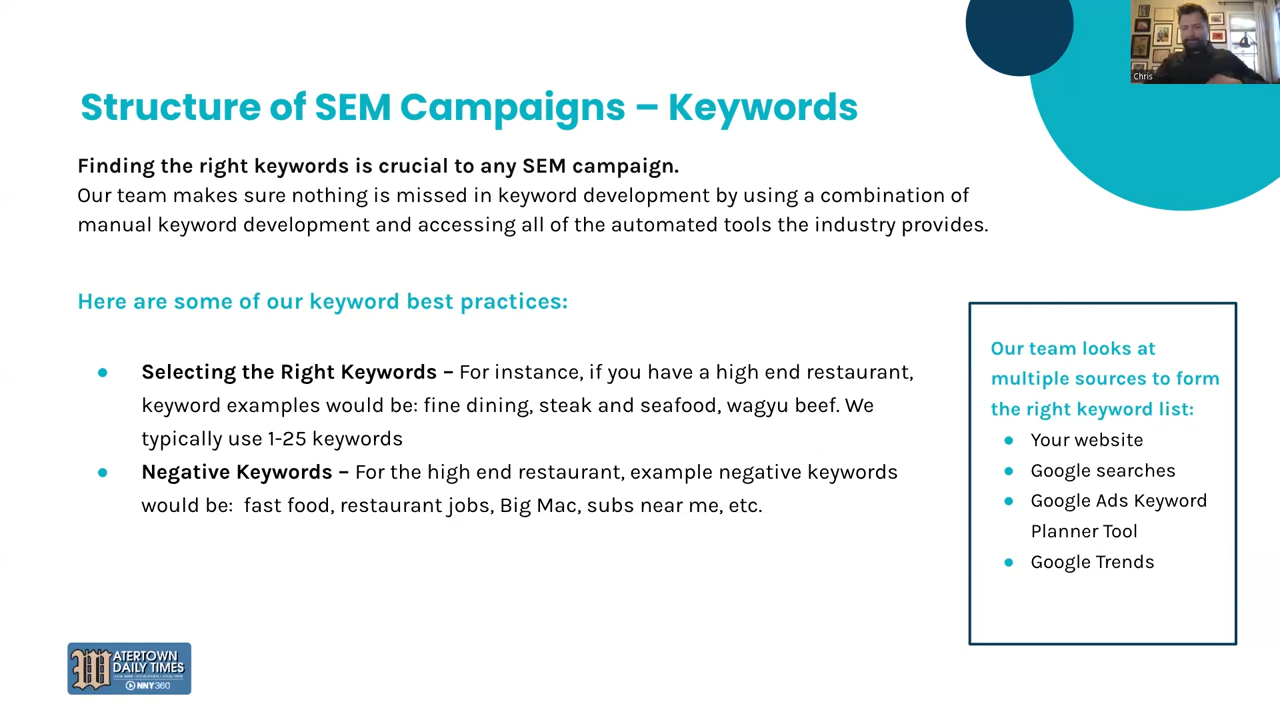 Chris
Structure of SEM Campaigns – Keywords
Finding the right keywords is crucial to any SEM campaign.
Our team makes sure nothing is missed in keyword development by using a combination of
manual keyword development and accessing all of the automated tools the industry provides.
Here are some of our keyword best practices:
● Selecting the Right Keywords – For instance, if you have a high end restaurant,
keyword examples would be: fine dining, steak and seafood, wagyu beef. We
typically use 1-25 keywords
● Negative Keywords – For the high end restaurant, example negative keywords
would be:  fast food, restaurant jobs, Big Mac, subs near me, etc.
Our team looks at
multiple sources to form
the right keyword list:
● Your website
● Google searches
● Google Ads Keyword
Planner Tool
● Google Trends
WATERTOWN
DAILY TIMES
NNY360